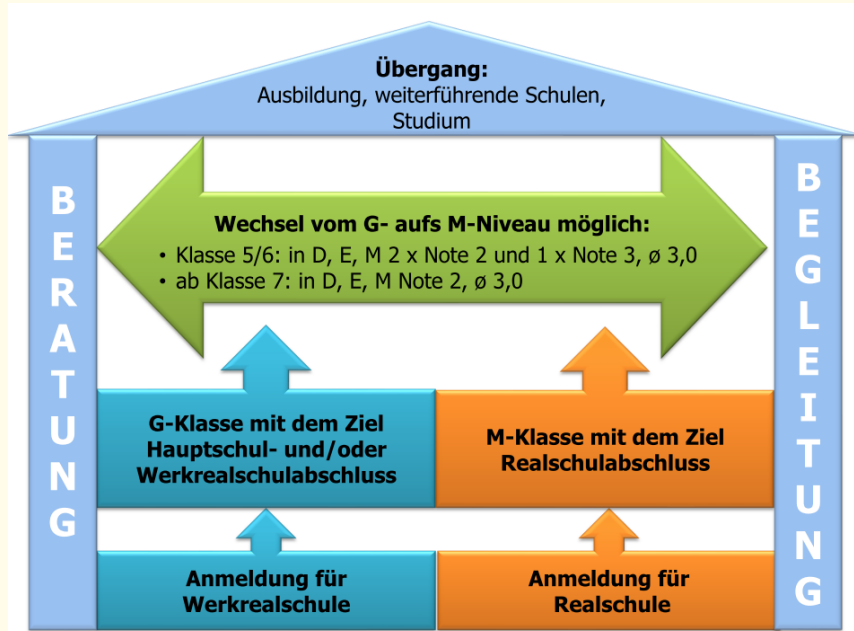 Übergang:
Ausbildung, weiterführende Schulen,
Studium
BERATUNG
Wechsel vom G- aufs M-Niveau möglich:
• Klasse 5/6: in D, E, M 2 x Note 2 und 1 x Note 3, ø 3,0
• ab Klasse 7: in D, E, M Note 2, ø 3,0
BEGLEITUNG
G-Klasse mit dem Ziel
Hauptschul- und/oder
Werkrealschulabschluss
M-Klasse mit dem Ziel
Realschulabschluss
Anmeldung für
Werkrealschule
Anmeldung für
Realschule